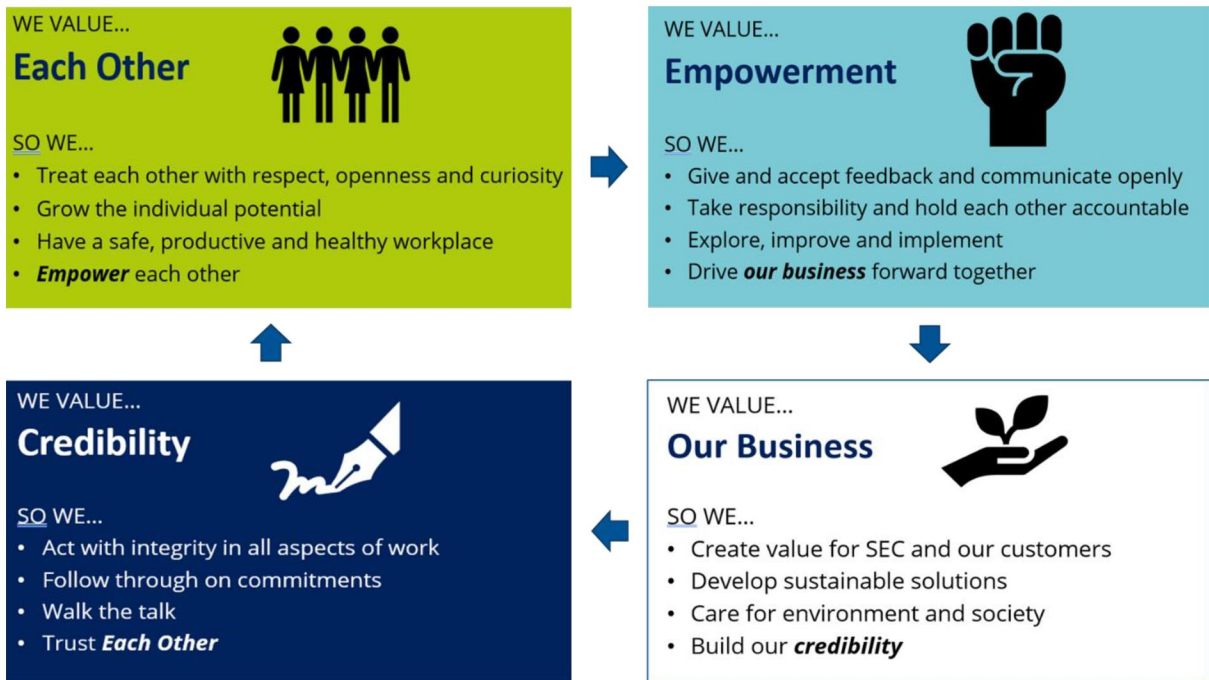 WE VALUE...
Each Other
SO WE...
• Treat each other with respect, openness and curiosity
• Grow the individual potential
• Have a safe, productive and healthy workplace
• Empower each other
WE VALUE...
Empowerment
SO WE...
• Give and accept feedback and communicate openly
• Take responsibility and hold each other accountable
• Explore, improve and implement
• Drive our business forward together
WE VALUE...
Credibility
SO WE...
• Act with integrity in all aspects of work
• Follow through on commitments
• Walk the talk
• Trust Each Other
WE VALUE...
Our Business
SO WE...
• Create value for SEC and our customers
• Develop sustainable solutions
• Care for environment and society
• Build our credibility